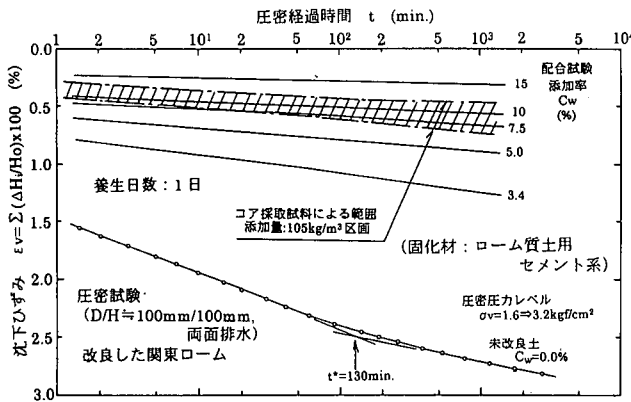 圧密経過時間 t (min.)
1 2 5 10¹ 2 5 10² 2 5 10³ 2 5
0.0
0.5
1.0
1.5
2.0
2.5
3.0
沈下ひずみ εv=Σ(ΔHi/Ho)×100 (%)
配合試験
添加率
Cw
(%)
15
10
7.5
5.0
3.4
養生日数：1日
コア採取試料による範囲
添加量:105kg/m³区画
(固化材：ローム質土用
セメント系)
圧密試験
(D/H≒100mm/100mm,
両面排水)
改良した関東ローム
圧密圧力レベル
σv=1.6⇒3.2kgf/cm²
未改良土
Cw=0.0%
t*=130min.